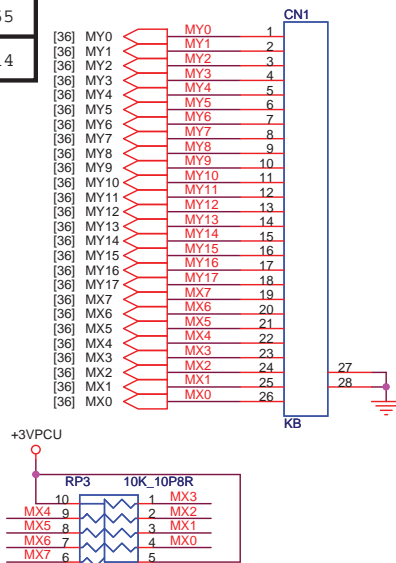 CN1
[36] MY0 MY0 1
[36] MY1 MY1 2
[36] MY2 MY2 3
[36] MY3 MY3 4
[36] MY4 MY4 5
[36] MY5 MY5 6
[36] MY6 MY6 7
[36] MY7 MY7 8
[36] MY8 MY8 9
[36] MY9 MY9 10
[36] MY10 MY10 11
[36] MY11 MY11 12
[36] MY12 MY12 13
[36] MY13 MY13 14
[36] MY14 MY14 15
[36] MY15 MY15 16
[36] MY16 MY16 17
[36] MY17 MY17 18
[36] MX7 MX7 19
[36] MX6 MX6 20
[36] MX5 MX5 21
[36] MX4 MX4 22
[36] MX3 MX3 23
[36] MX2 MX2 24 27
[36] MX1 MX1 25 28
[36] MX0 MX0 26
KB
+3VPCU
RP3 10K_10P8R
10 1 MX3
MX4 9 2 MX2
MX5 8 3 MX1
MX6 7 4 MX0
MX7 6 5